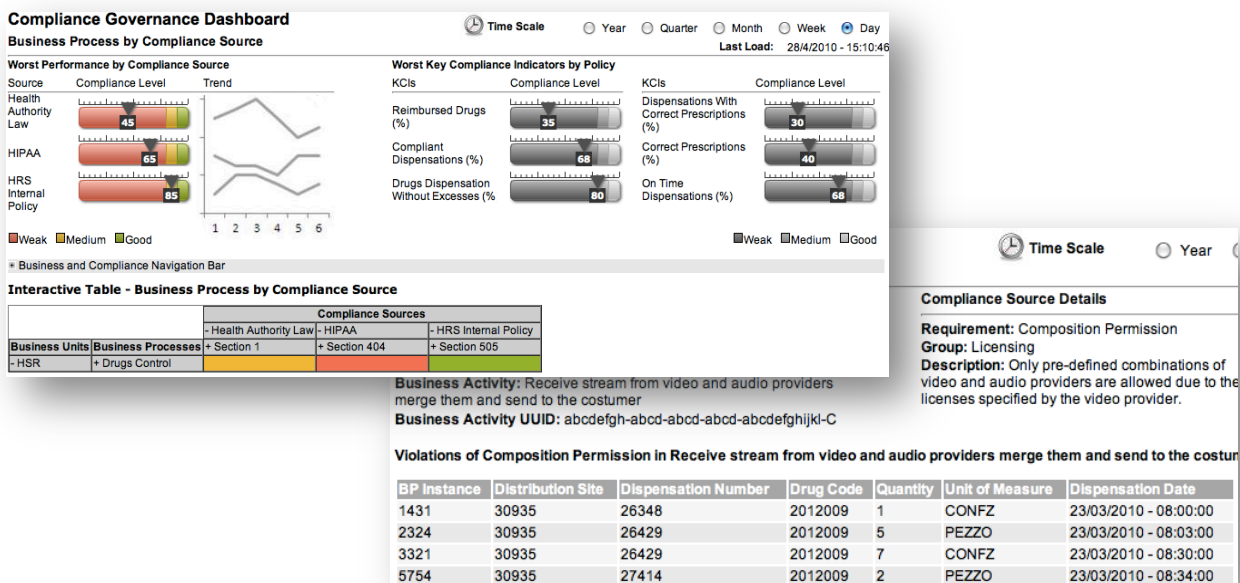 Compliance Governance Dashboard
Time Scale Year Quarter Month Week Day
Business Process by Compliance Source
Last Load: 28/4/2010 - 15:10:46
Worst Performance by Compliance Source
Source Compliance Level Trend
Health
Authority
Law
45
HIPAA
65
HRS
Internal
Policy
85
1 2 3 4 5 6
Weak Medium Good
Worst Key Compliance Indicators by Policy
KCIs Compliance Level KCIs Compliance Level
Reimbursed Drugs
(%)
35
Compliant
Dispensations (%)
68
Drugs Dispensation
Without Excesses (%
80
Dispensations With
Correct Prescriptions
(%)
30
Correct Prescriptions
(%)
40
On Time
Dispensations (%)
68
Weak Medium Good
+ Business and Compliance Navigation Bar
Interactive Table - Business Process by Compliance Source
Compliance Sources
- Health Authority Law - HIPAA - HRS Internal Policy
Business Units Business Processes + Section 1 + Section 404 + Section 505
- HSR + Drugs Control
Time Scale Year
Compliance Source Details
Requirement: Composition Permission
Group: Licensing
Description: Only pre-defined combinations of
video and audio providers are allowed due to the
licenses specified by the video provider.
Business Activity: Receive stream from video and audio providers
merge them and send to the costumer
Business Activity UUID: abcdefgh-abcd-abcd-abcd-abcdefghijkl-C
Violations of Composition Permission in Receive stream from video and audio providers merge them and send to the costum
BP Instance Distribution Site Dispensation Number Drug Code Quantity Unit of Measure Dispensation Date
1431 30935 26348 2012009 1 CONFZ 23/03/2010 - 08:00:00
2324 30935 26429 2012009 5 PEZZO 23/03/2010 - 08:03:00
3321 30935 26429 2012009 7 CONFZ 23/03/2010 - 08:30:00
5754 30935 27414 2012009 2 PEZZO 23/03/2010 - 08:34:00